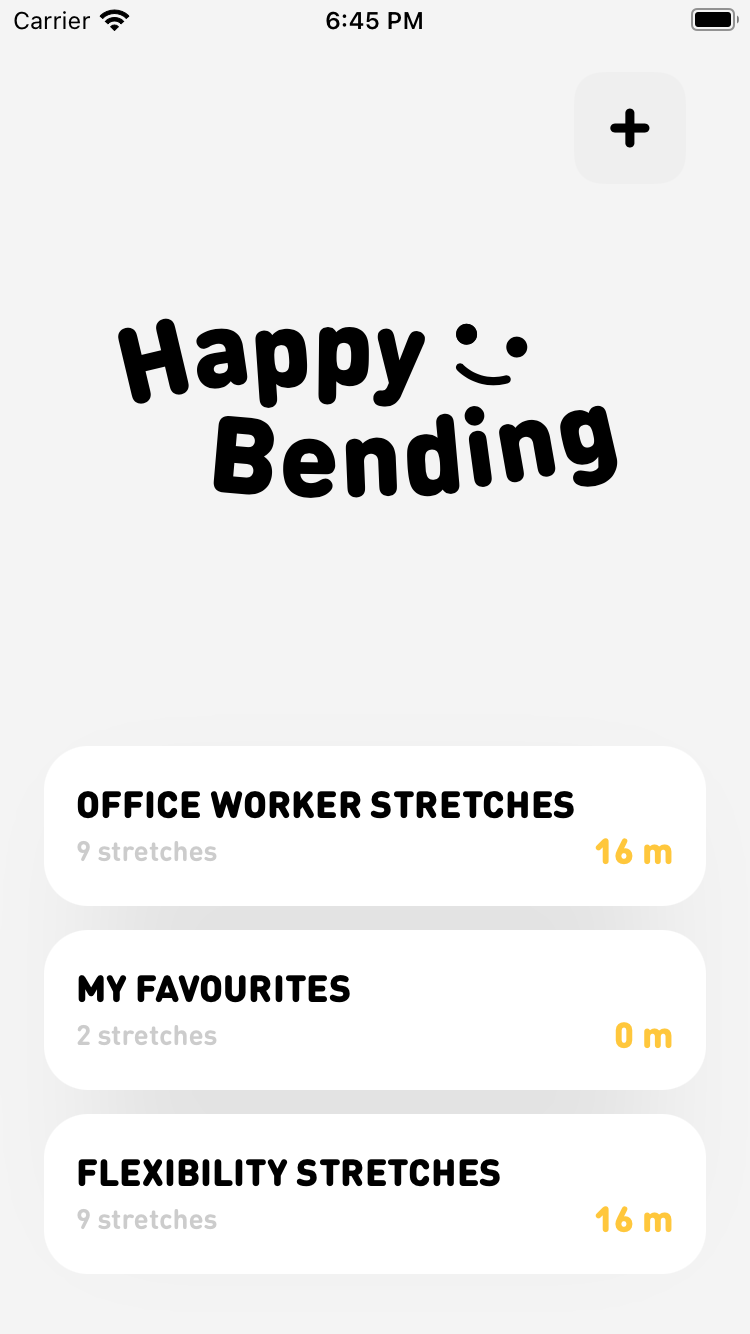 Carrier 6:45 PM
Happy
Bending
OFFICE WORKER STRETCHES
9 stretches 16 m
MY FAVOURITES
2 stretches 0 m
FLEXIBILITY STRETCHES
9 stretches 16 m